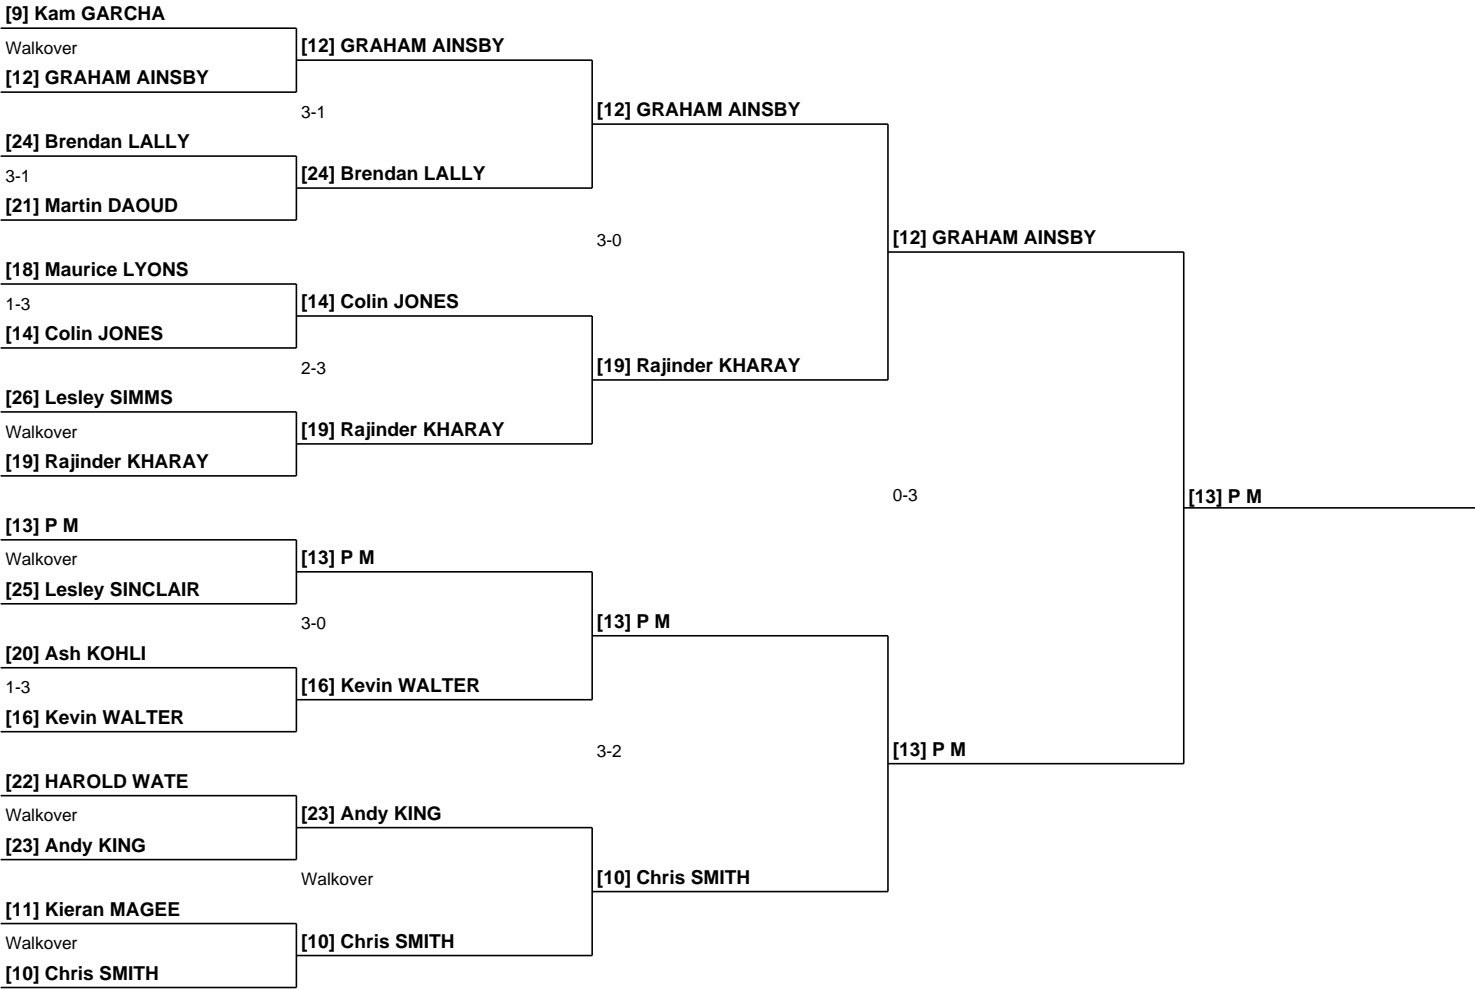 [9] Kam GARCHA
Walkover
[12] GRAHAM AINSBY
[12] GRAHAM AINSBY
3-1
[12] GRAHAM AINSBY
[24] Brendan LALLY
3-1
[24] Brendan LALLY
[21] Martin DAOUD
3-0
[12] GRAHAM AINSBY
[18] Maurice LYONS
1-3
[14] Colin JONES
[14] Colin JONES
2-3
[19] Rajinder KHARAY
[26] Lesley SIMMS
Walkover
[19] Rajinder KHARAY
[19] Rajinder KHARAY
0-3
[13] P M
[13] P M
Walkover
[13] P M
[25] Lesley SINCLAIR
3-0
[13] P M
[20] Ash KOHLI
1-3
[16] Kevin WALTER
[16] Kevin WALTER
3-2
[13] P M
[22] HAROLD WATE
Walkover
[23] Andy KING
[23] Andy KING
Walkover
[10] Chris SMITH
[11] Kieran MAGEE
Walkover
[10] Chris SMITH
[10] Chris SMITH